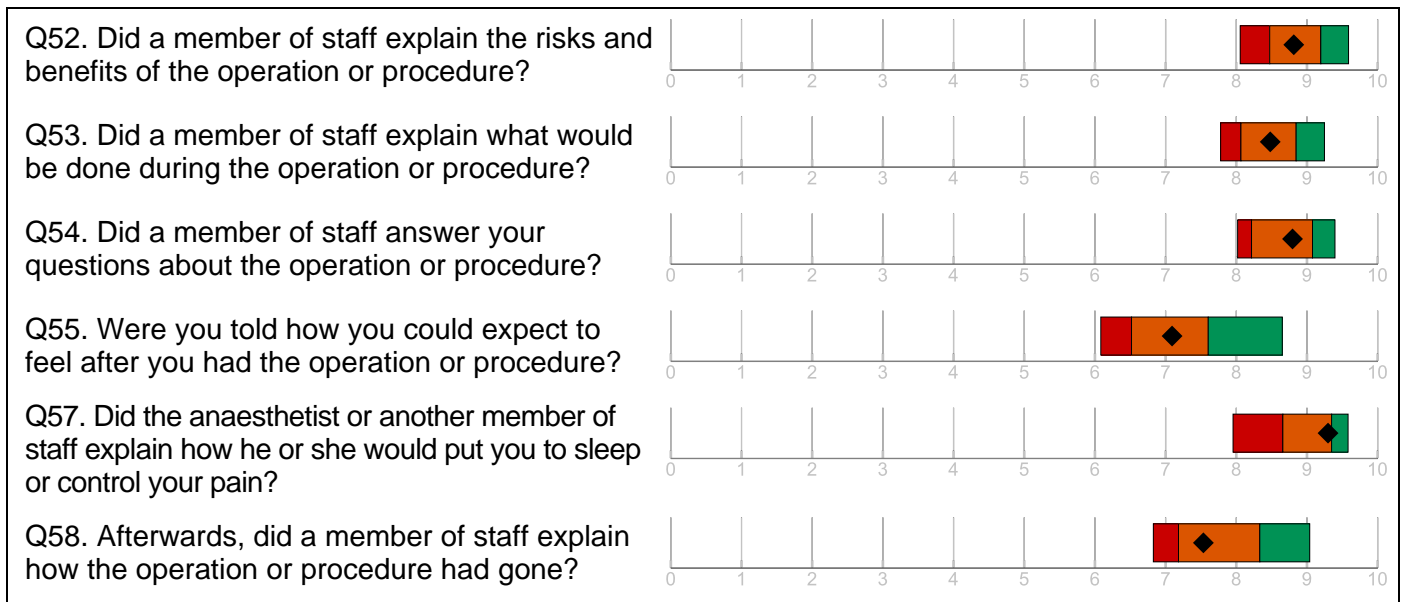 Q52. Did a member of staff explain the risks and
benefits of the operation or procedure?
0 1 2 3 4 5 6 7 8 9 10
Q53. Did a member of staff explain what would
be done during the operation or procedure?
0 1 2 3 4 5 6 7 8 9 10
Q54. Did a member of staff answer your
questions about the operation or procedure?
0 1 2 3 4 5 6 7 8 9 10
Q55. Were you told how you could expect to
feel after you had the operation or procedure?
0 1 2 3 4 5 6 7 8 9 10
Q57. Did the anaesthetist or another member of
staff explain how he or she would put you to sleep
or control your pain?
0 1 2 3 4 5 6 7 8 9 10
Q58. Afterwards, did a member of staff explain
how the operation or procedure had gone?
0 1 2 3 4 5 6 7 8 9 10